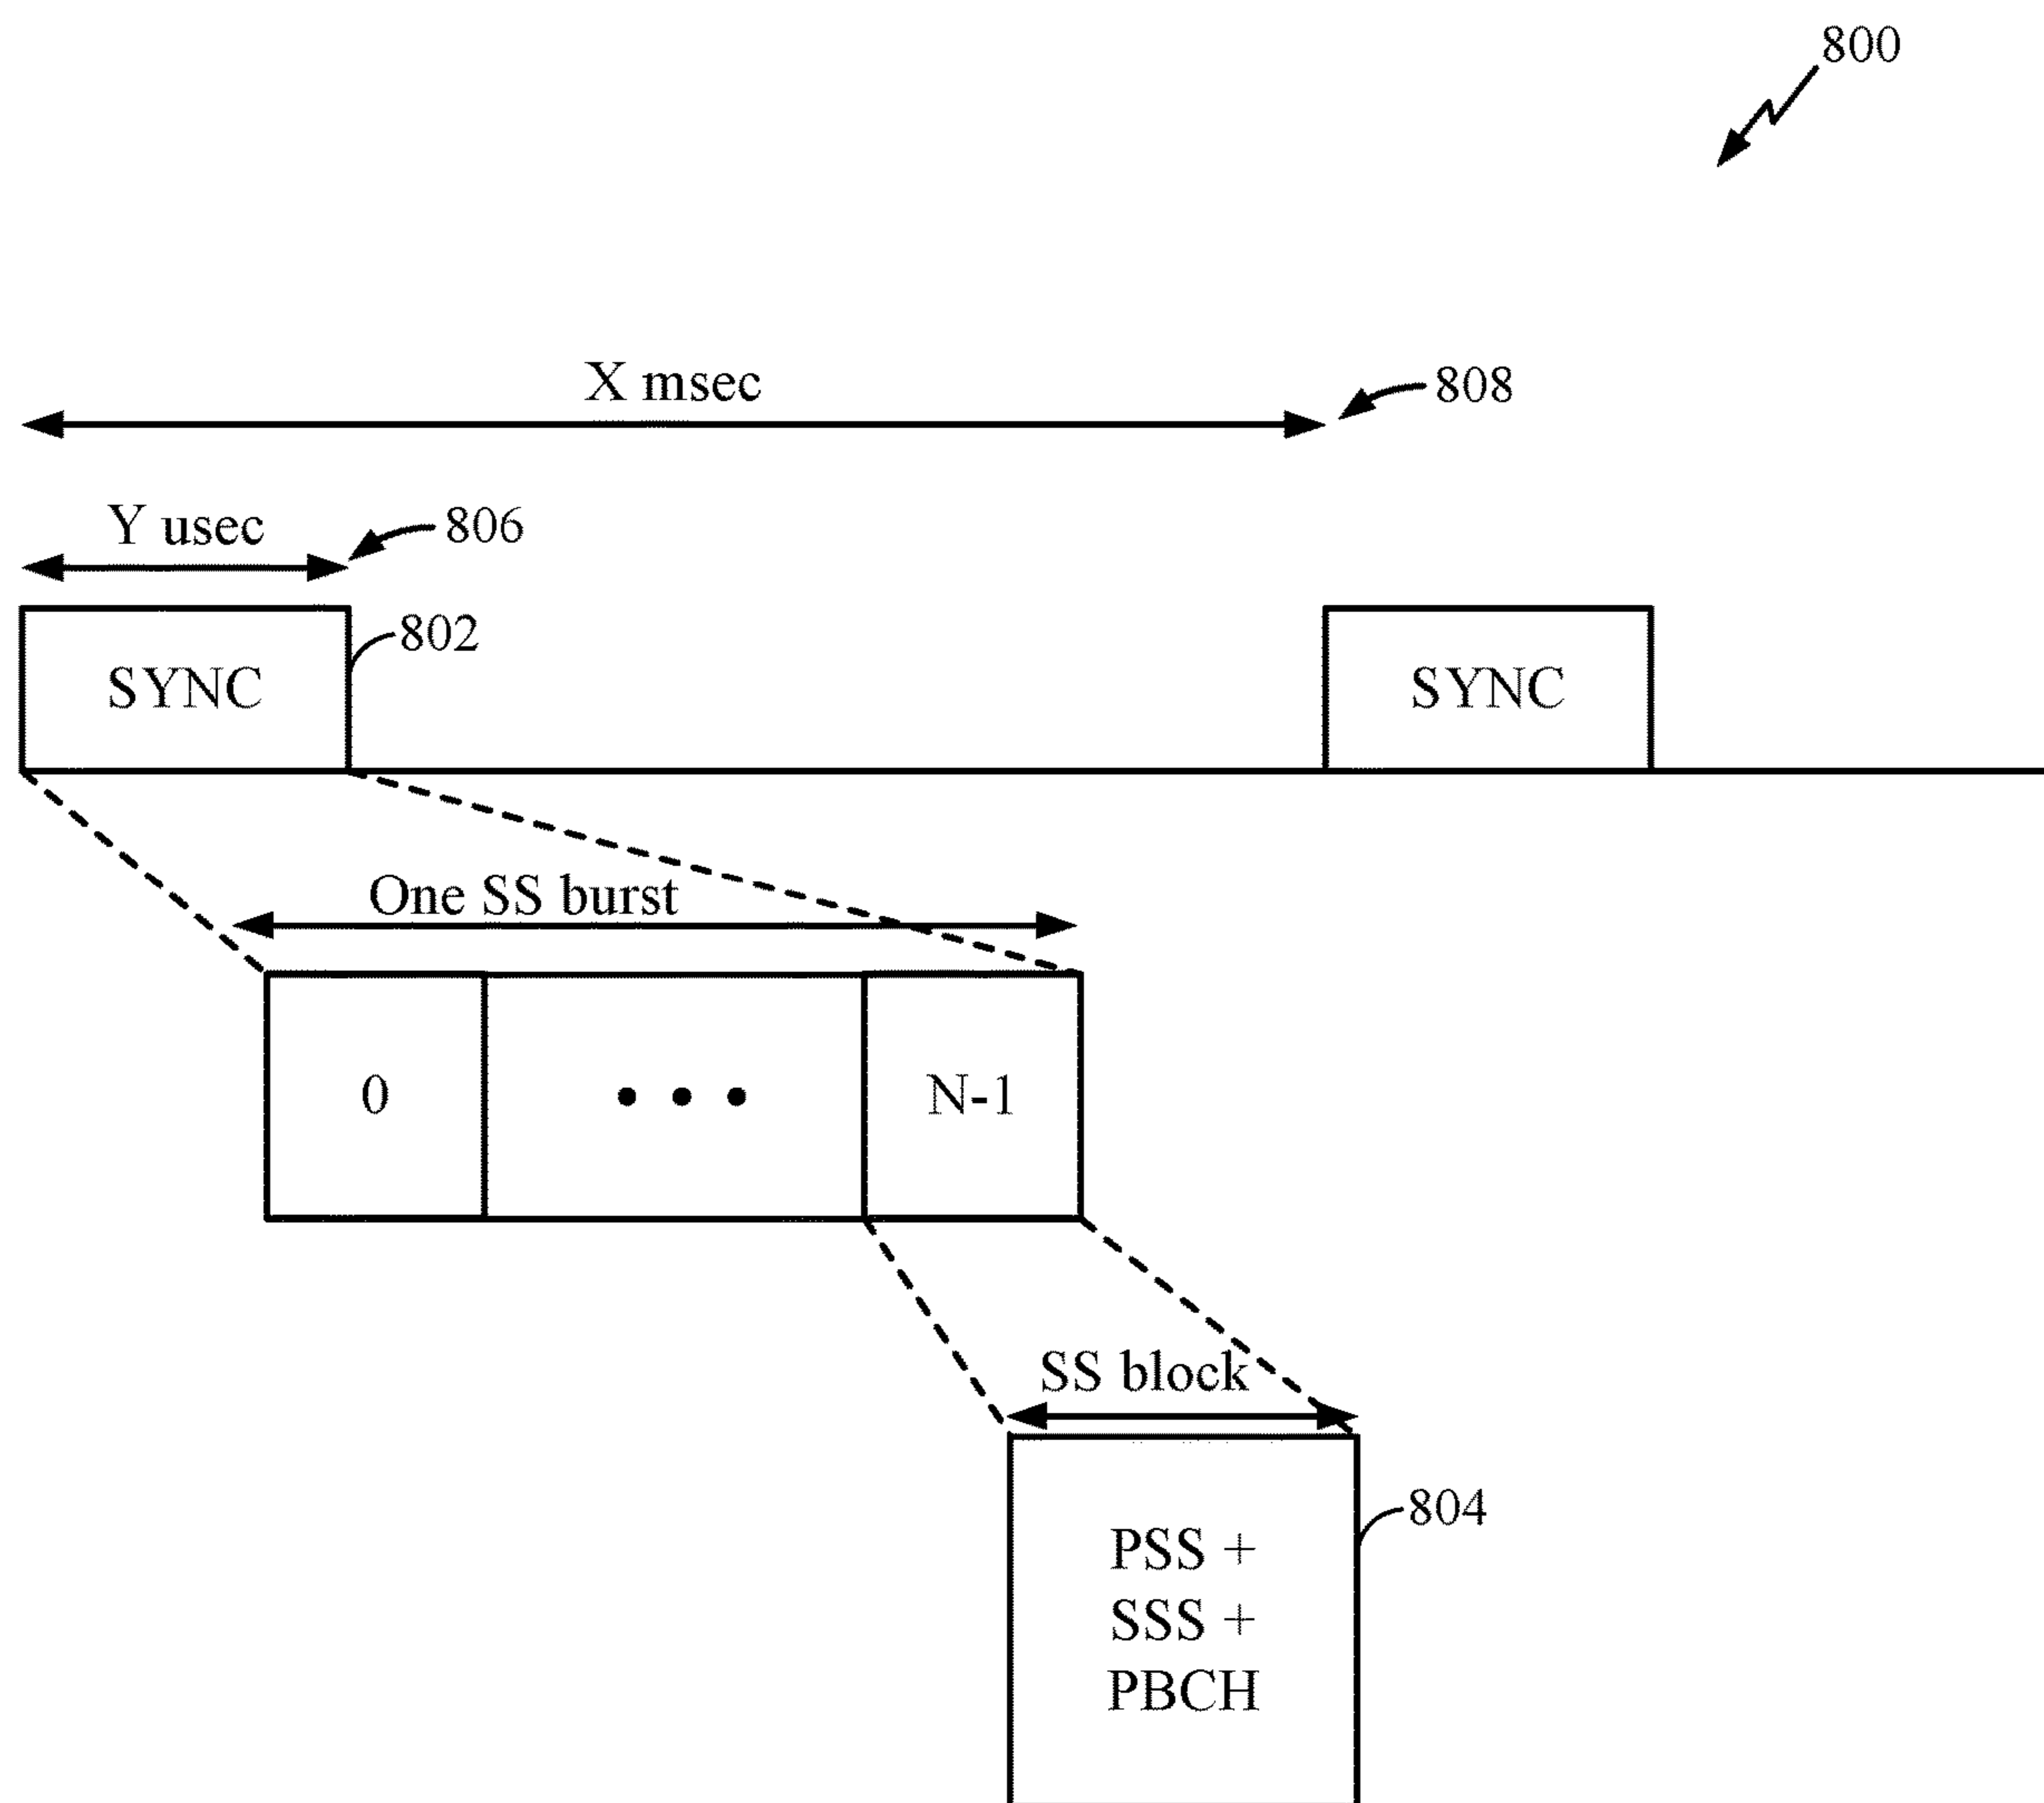 800
X msec
808
Y usec
806
802
SYNC
SYNC
One SS burst
0
N-1
SS block
804
PSS +
SSS +
PBCH